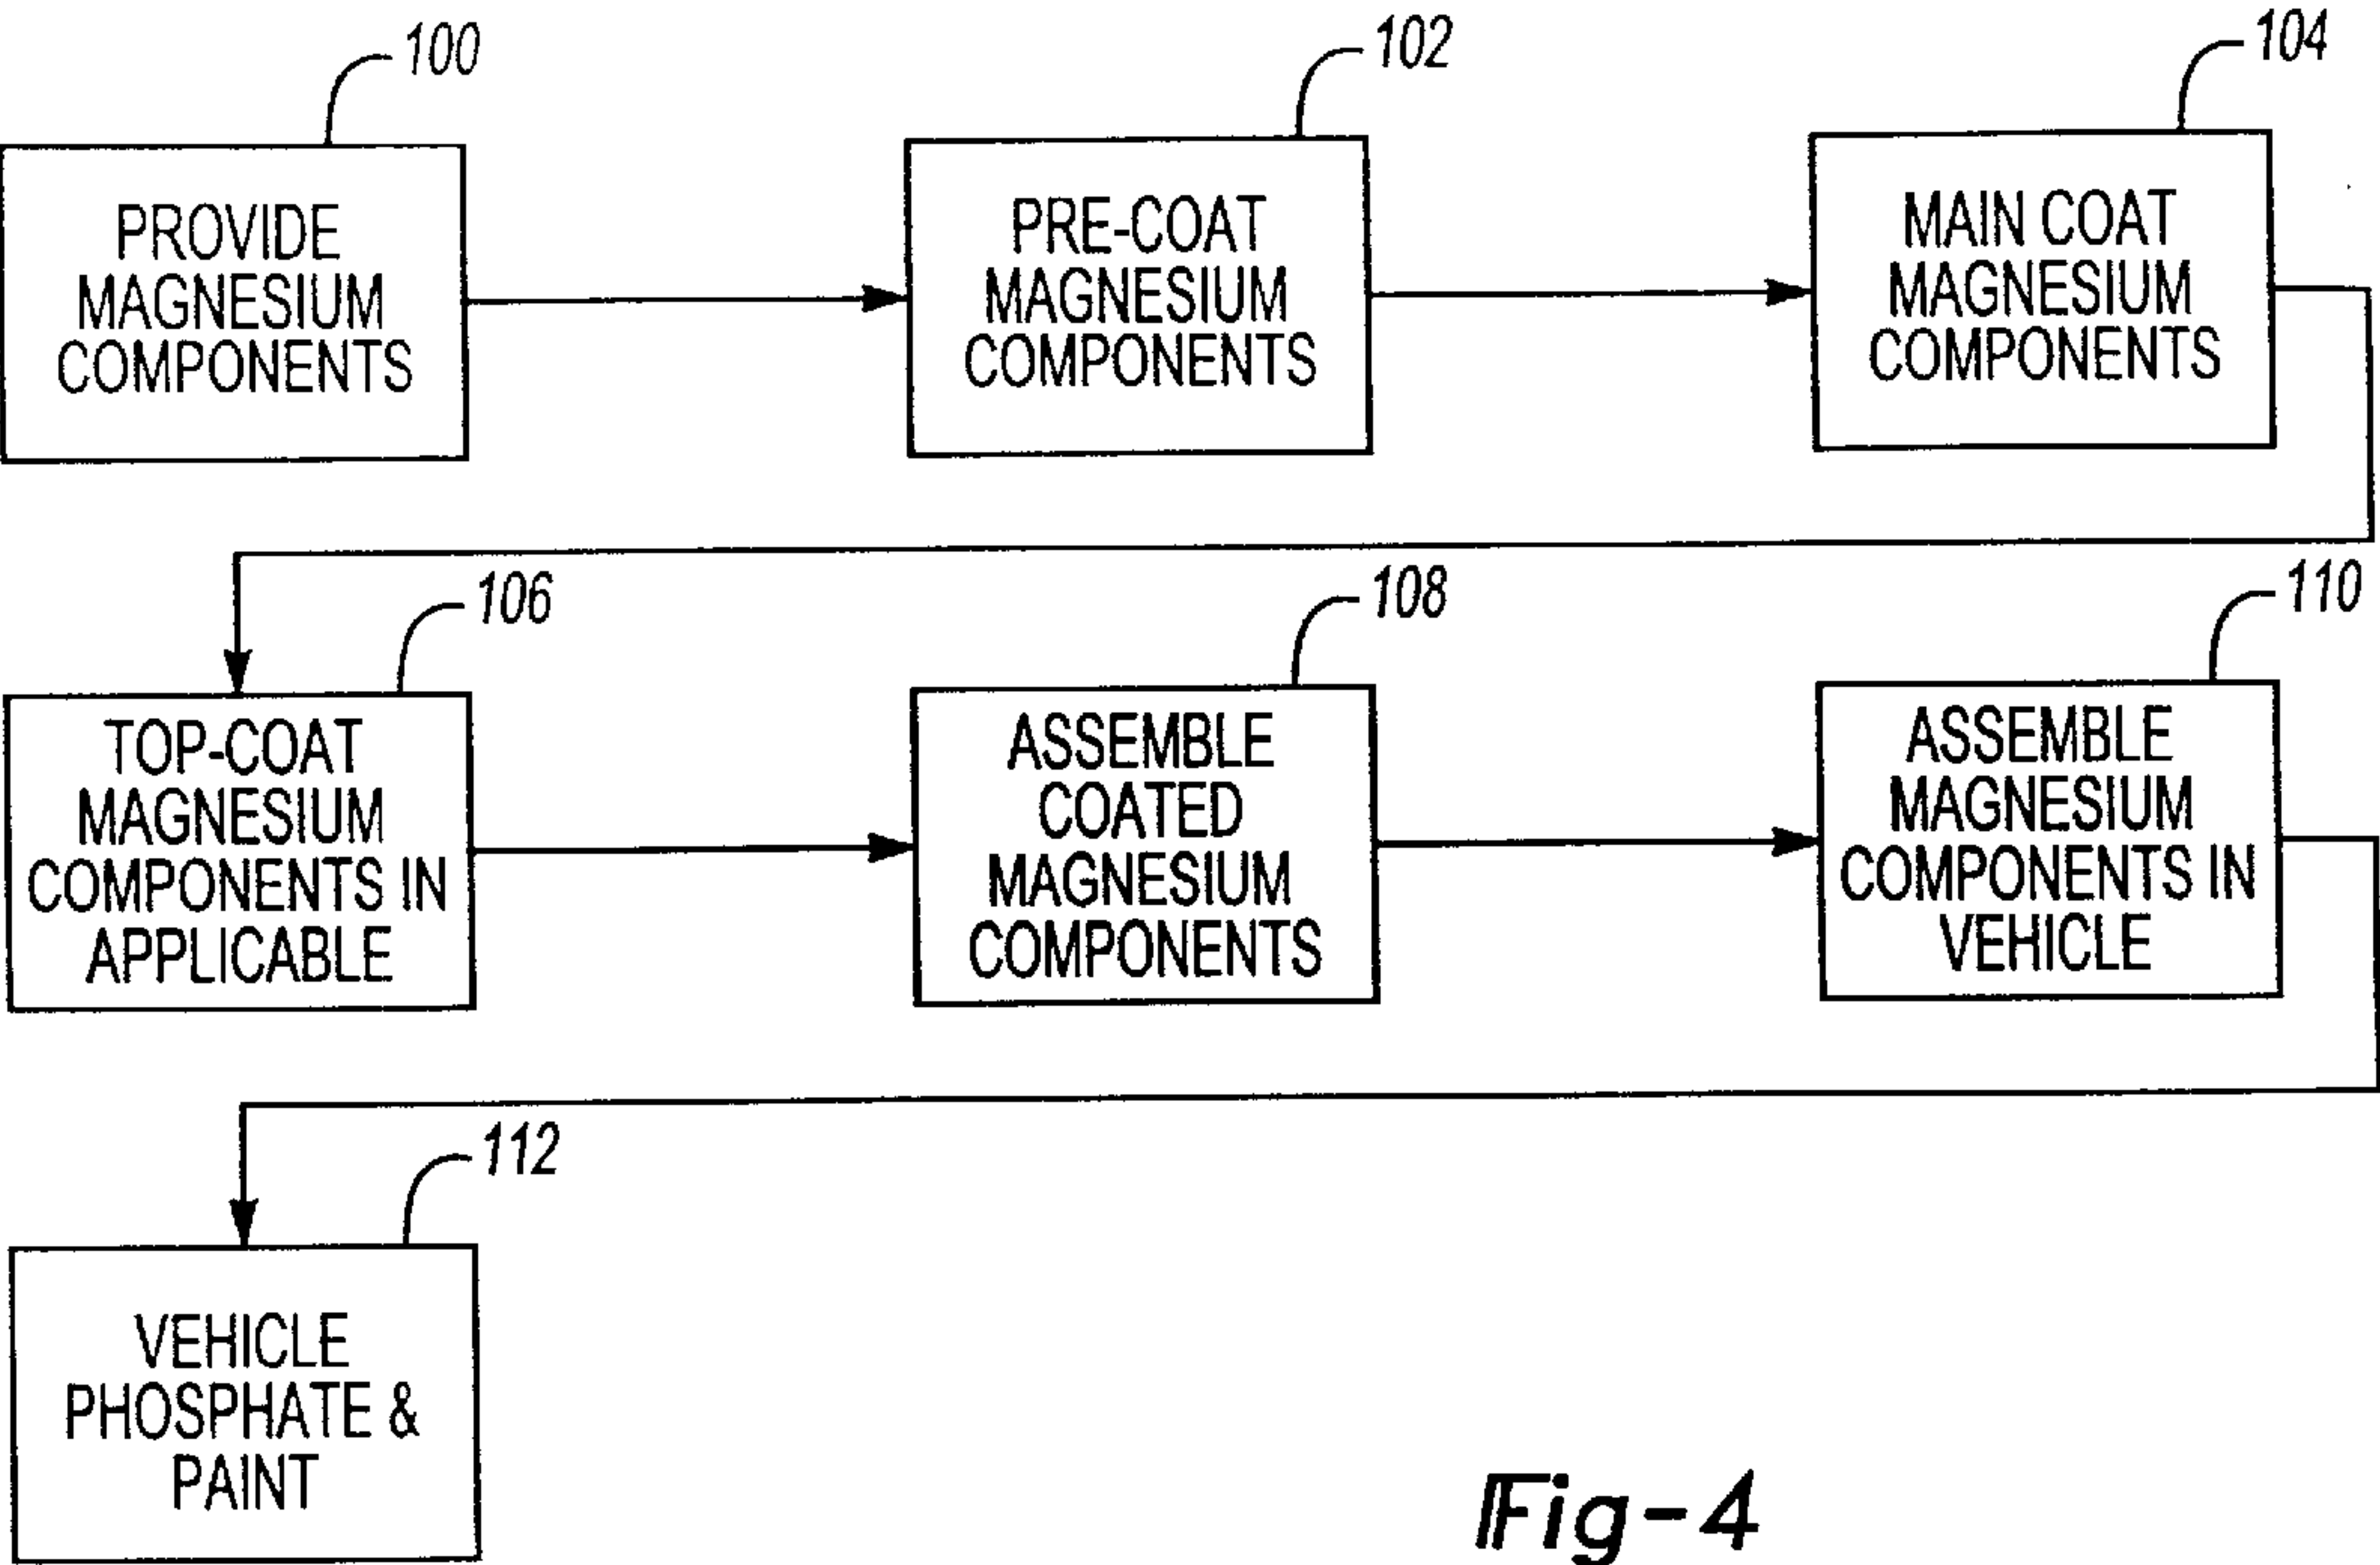 100
PROVIDE
MAGNESIUM
COMPONENTS
102
PRE-COAT
MAGNESIUM
COMPONENTS
104
MAIN COAT
MAGNESIUM
COMPONENTS
106
TOP-COAT
MAGNESIUM
COMPONENTS IN
APPLICABLE
108
ASSEMBLE
COATED
MAGNESIUM
COMPONENTS
110
ASSEMBLE
MAGNESIUM
COMPONENTS IN
VEHICLE
112
VEHICLE
PHOSPHATE &
PAINT
Fig-4